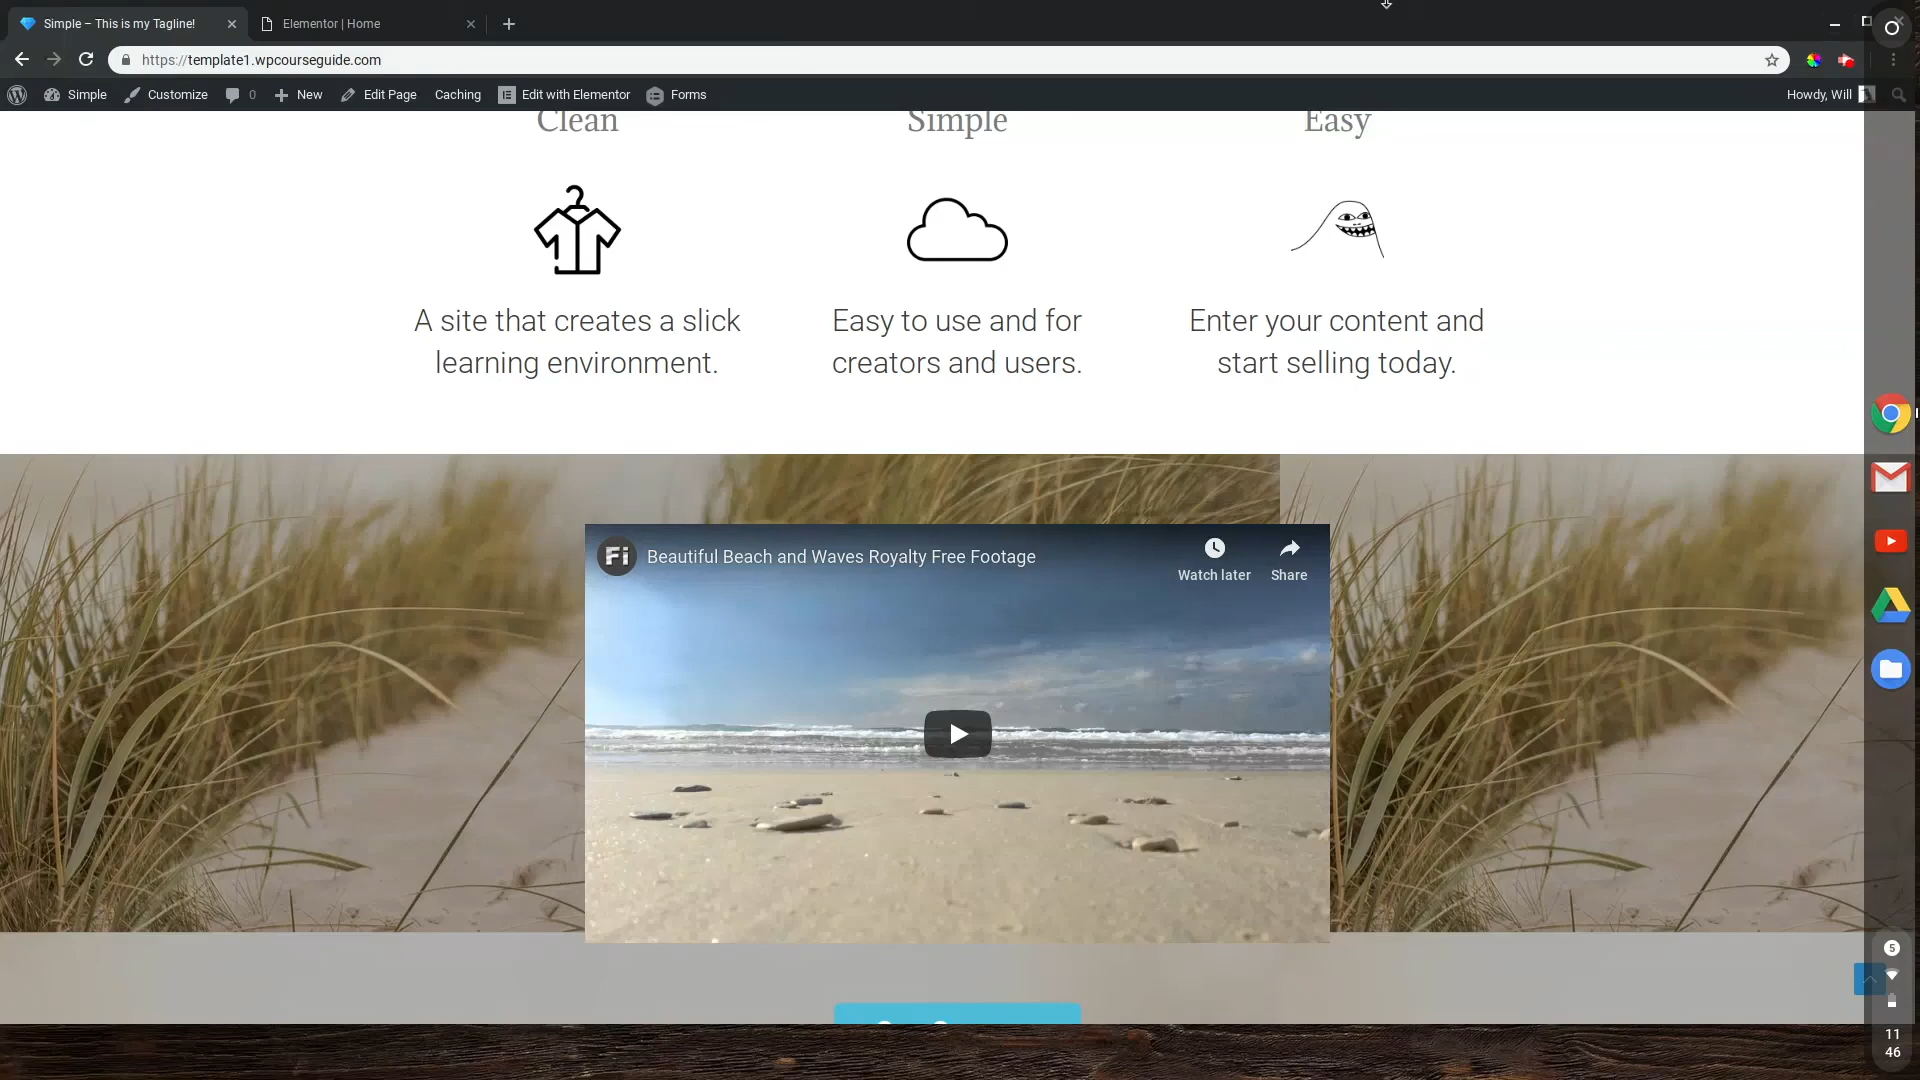 Simple – This is my Tagline!
Elementor | Home
https://template1.wpcourseguide.com
Simple
Customize
0
New
Edit Page
Caching
Edit with Elementor
Forms
Howdy, Will
Clean
Simple
Easy
A site that creates a slick
learning environment.
Easy to use and for
creators and users.
Enter your content and
start selling today.
Fi
Beautiful Beach and Waves Royalty Free Footage
Watch later
Share
5
11
46